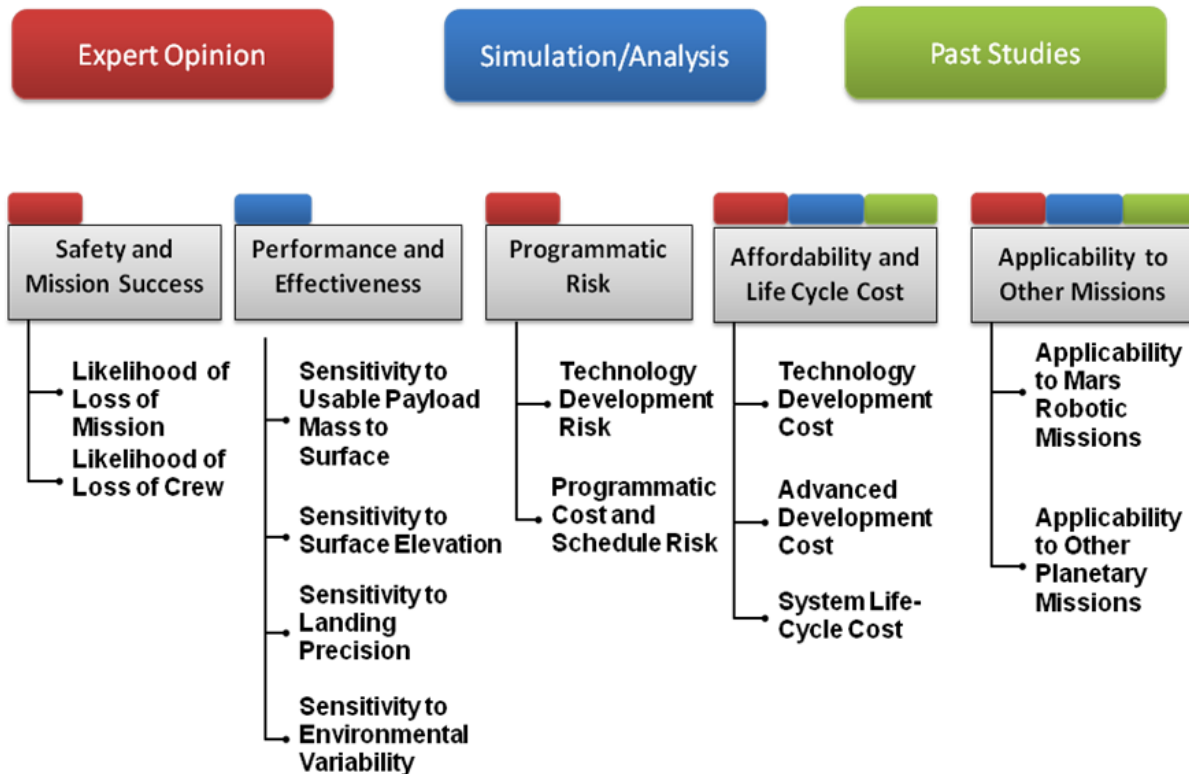 Expert Opinion
Simulation/Analysis
Past Studies
Safety and
Mission Success
Likelihood of
Loss of
Mission
Likelihood of
Loss of Crew
Performance and
Effectiveness
Sensitivity to
Usable Payload
Mass to
Surface
Sensitivity to
Surface Elevation
Sensitivity to
Landing
Precision
Sensitivity to
Environmental
Variability
Programmatic
Risk
Technology
Development
Risk
Programmatic
Cost and
Schedule Risk
Affordability and
Life Cycle Cost
Technology
Development
Cost
Advanced
Development
Cost
System Life-
Cycle Cost
Applicability to
Other Missions
Applicability
to Mars
Robotic
Missions
Applicability
to Other
Planetary
Missions